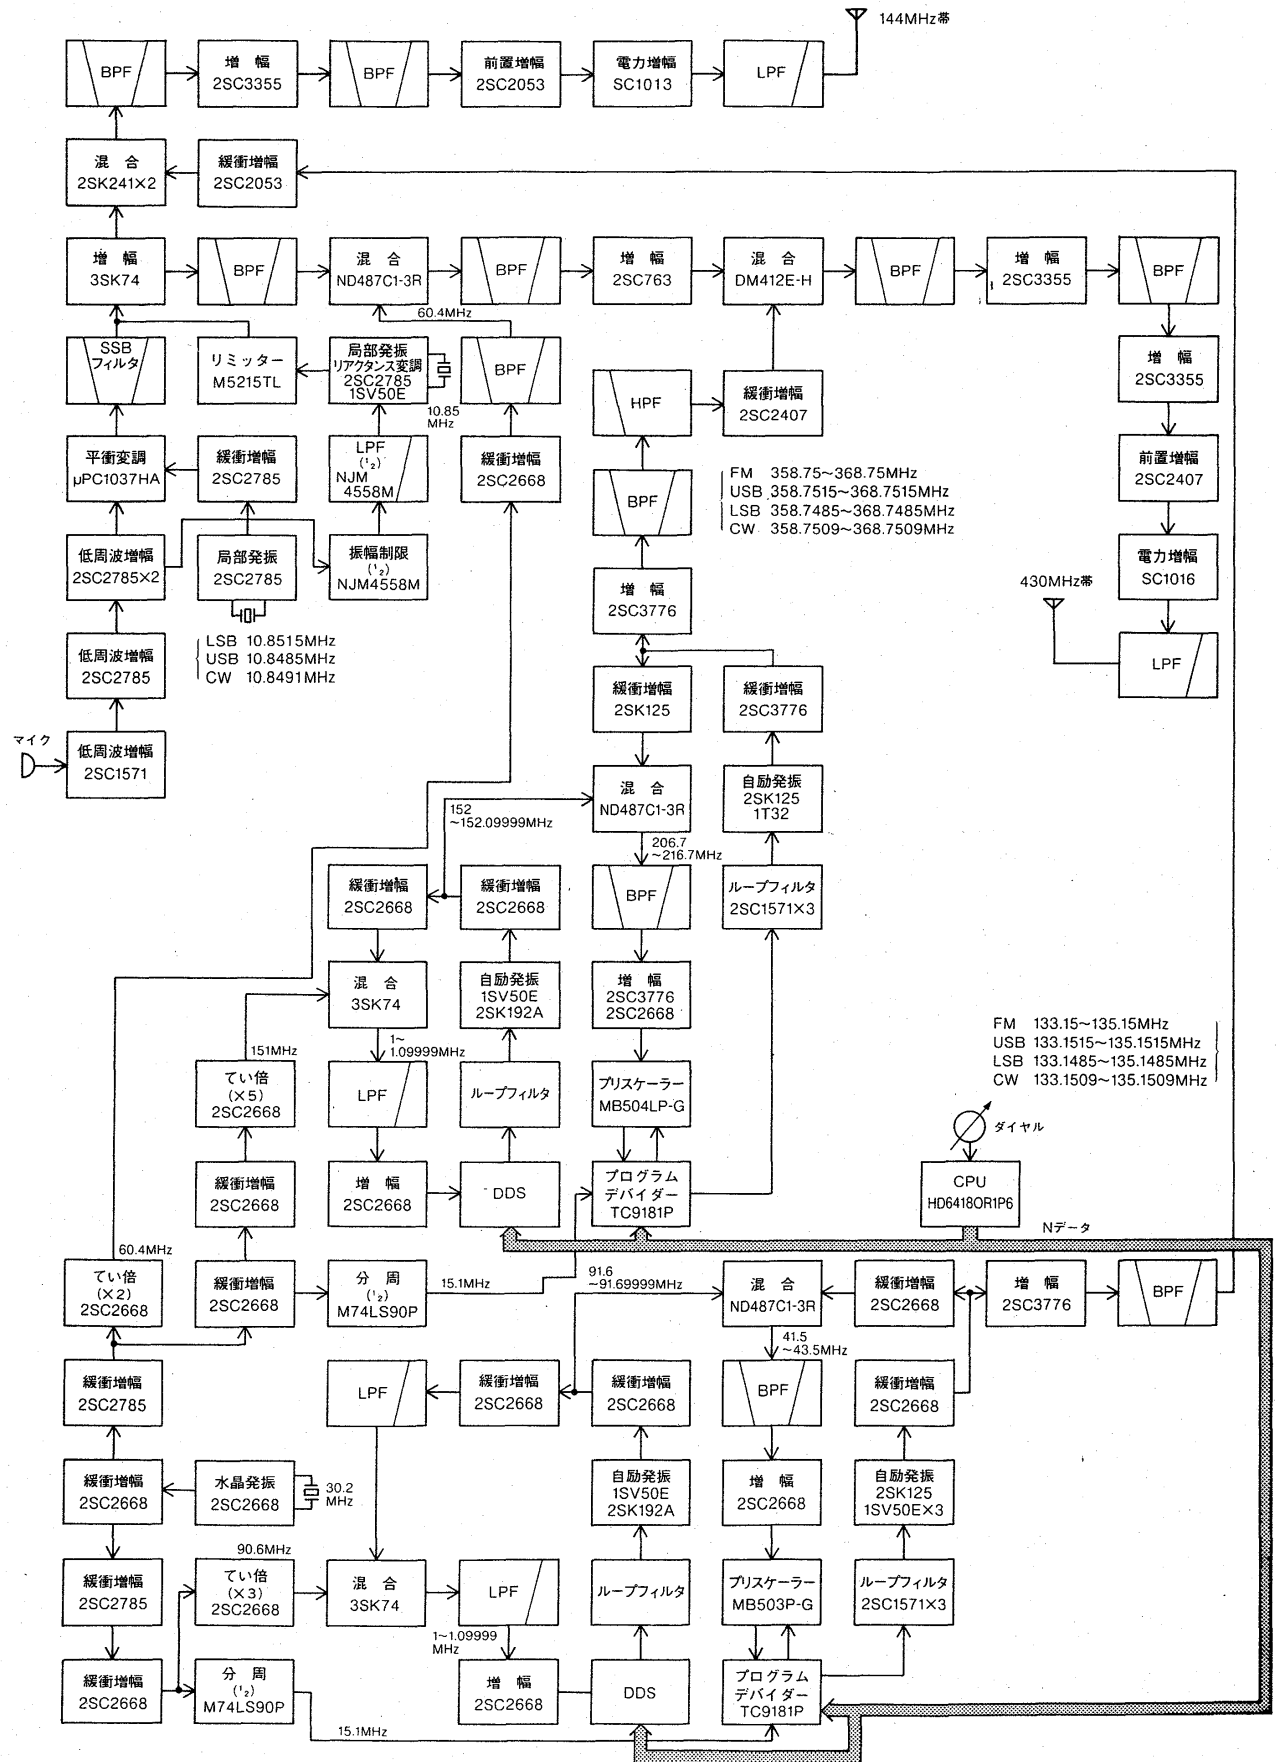 144MHz帯
BPF
増 幅
2SC3355
BPF
前置増幅
2SC2053
電力増幅
SC1013
LPF
混 合
2SK241×2
緩衝増幅
2SC2053
増 幅
3SK74
BPF
混 合
ND487C1-3R
BPF
増 幅
2SC763
混 合
DM412E-H
BPF
増 幅
2SC3355
BPF
60.4MHz
SSB
フィルタ
リミッター
M5215TL
局部発振
リアクタンス変調
2SC2785
1SV50E
10.85
MHz
BPF
HPF
緩衝増幅
2SC2407
増 幅
2SC3355
平衝変調
μPC1037HA
緩衝増幅
2SC2785
LPF
(1/2)
NJM
4558M
緩衝増幅
2SC2668
BPF
FM 358.75~368.75MHz
USB 358.7515~368.7515MHz
LSB 358.7485~368.7485MHz
CW 358.7509~368.7509MHz
前置増幅
2SC2407
低周波増幅
2SC2785×2
局部発振
2SC2785
振幅制限
(1/2)
NJM4558M
増 幅
2SC3776
電力増幅
SC1016
430MHz帯
LPF
低周波増幅
2SC2785
LSB 10.8515MHz
USB 10.8485MHz
CW 10.8491MHz
緩衝増幅
2SK125
緩衝増幅
2SC3776
マイク
低周波増幅
2SC1571
混 合
ND487C1-3R
自励発振
2SK125
1T32
152
~152.09999MHz
206.7
~216.7MHz
緩衝増幅
2SC2668
緩衝増幅
2SC2668
BPF
ループフィルタ
2SC1571×3
混 合
3SK74
自励発振
1SV50E
2SK192A
増 幅
2SC3776
2SC2668
151MHz
1~
1.09999MHz
FM 133.15~135.15MHz
USB 133.1515~135.1515MHz
LSB 133.1485~135.1485MHz
CW 133.1509~135.1509MHz
てい倍
(×5)
2SC2668
LPF
ループフィルタ
プリスケーラー
MB504LP-G
ダイヤル
緩衝増幅
2SC2668
増 幅
2SC2668
DDS
プログラム
デバイダー
TC9181P
CPU
HD6418OR1P6
Nデータ
60.4MHz
てい倍
(×2)
2SC2668
緩衝増幅
2SC2668
分 周
(1/2)
M74LS90P
15.1MHz
91.6
~91.69999MHz
混 合
ND487C1-3R
緩衝増幅
2SC2668
増 幅
2SC3776
BPF
41.5
~43.5MHz
緩衝増幅
2SC2785
LPF
緩衝増幅
2SC2668
緩衝増幅
2SC2668
BPF
緩衝増幅
2SC2668
緩衝増幅
2SC2668
水晶発振
2SC2668
30.2
MHz
自励発振
1SV50E
2SK192A
増 幅
2SC2668
自励発振
2SK125
1SV50E×3
90.6MHz
緩衝増幅
2SC2785
てい倍
(×3)
2SC2668
混 合
3SK74
LPF
ループフィルタ
プリスケーラー
MB503P-G
ループフィルタ
2SC1571×3
1~1.09999
MHz
緩衝増幅
2SC2668
分 周
(1/2)
M74LS90P
増 幅
2SC2668
DDS
プログラム
デバイダー
TC9181P
15.1MHz